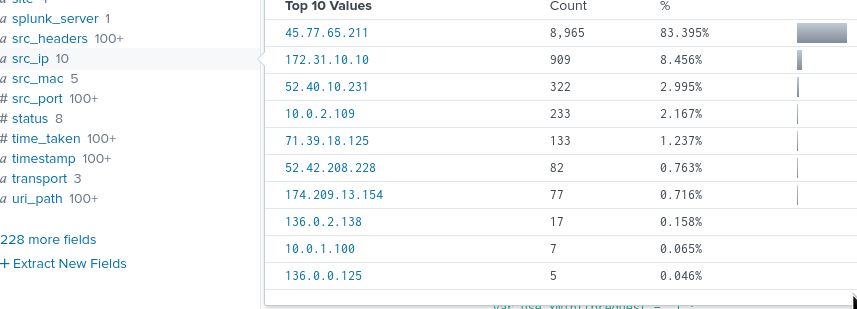 a site 4
a splunk_server 1
a src_headers 100+
a src_ip 10
a src_mac 5
# src_port 100+
# status 8
# time_taken 100+
a timestamp 100+
a transport 3
a uri_path 100+
228 more fields
+ Extract New Fields
Top 10 Values Count %
45.77.65.211 8,965 83.395%
172.31.10.10 909 8.456%
52.40.10.231 322 2.995%
10.0.2.109 233 2.167%
71.39.18.125 133 1.237%
52.42.208.228 82 0.763%
174.209.13.154 77 0.716%
136.0.2.138 17 0.158%
10.0.1.100 7 0.065%
136.0.0.125 5 0.046%